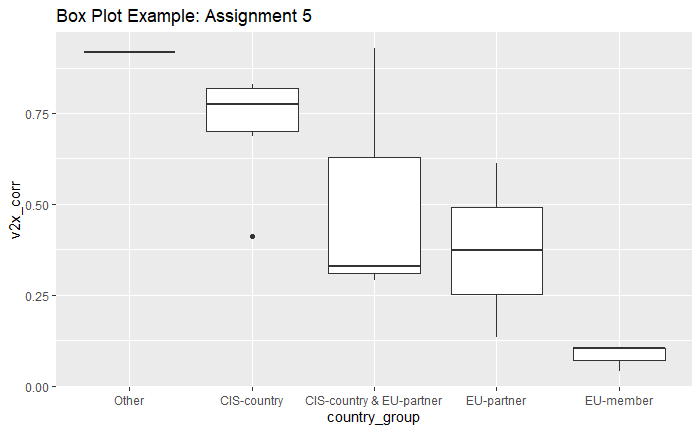 Box Plot Example: Assignment 5
v2x_corr
0.75
0.50
0.25
0.00
Other CIS-country CIS-country & EU-partner EU-partner EU-member
country_group